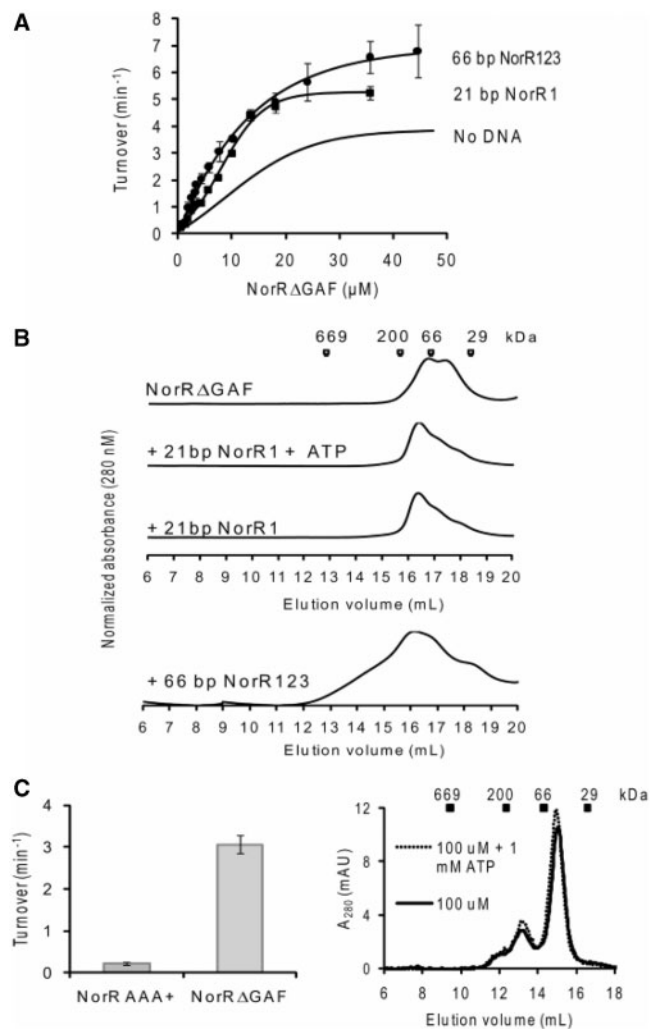 A
8
7
6
5
4
3
2
1
0
Turnover (min⁻¹)
66 bp NorR123
21 bp NorR1
No DNA
0 10 20 30 40 50
NorRΔGAF (µM)
B
669 200 66 29 kDa
NorRΔGAF
+ 21bp NorR1 + ATP
+ 21bp NorR1
Normalized absorbance (280 nM)
6 7 8 9 10 11 12 13 14 15 16 17 18 19 20
Elution volume (mL)
+ 66 bp NorR123
6 7 8 9 10 11 12 13 14 15 16 17 18 19 20
Elution volume (mL)
C
4
3
2
1
0
Turnover (min⁻¹)
NorR AAA+ NorRΔGAF
669 200 66 29 kDa
12
8
4
0
A₂₈₀ (mAU)
100 uM + 1
mM ATP
100 uM
6 8 10 12 14 16 18
Elution volume (mL)